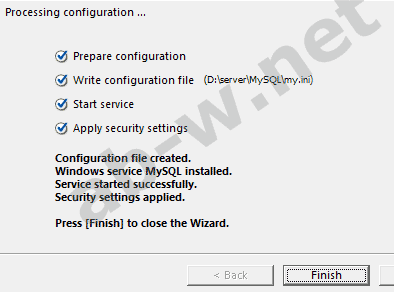 Processing configuration ...
Prepare configuration
Write configuration file (D:\server\MySQL\my.ini)
Start service
Apply security settings
Configuration file created.
Windows service MySQL installed.
Service started successfully.
Security settings applied.
Press [Finish] to close the Wizard.
< Back Finish
ab-w.net